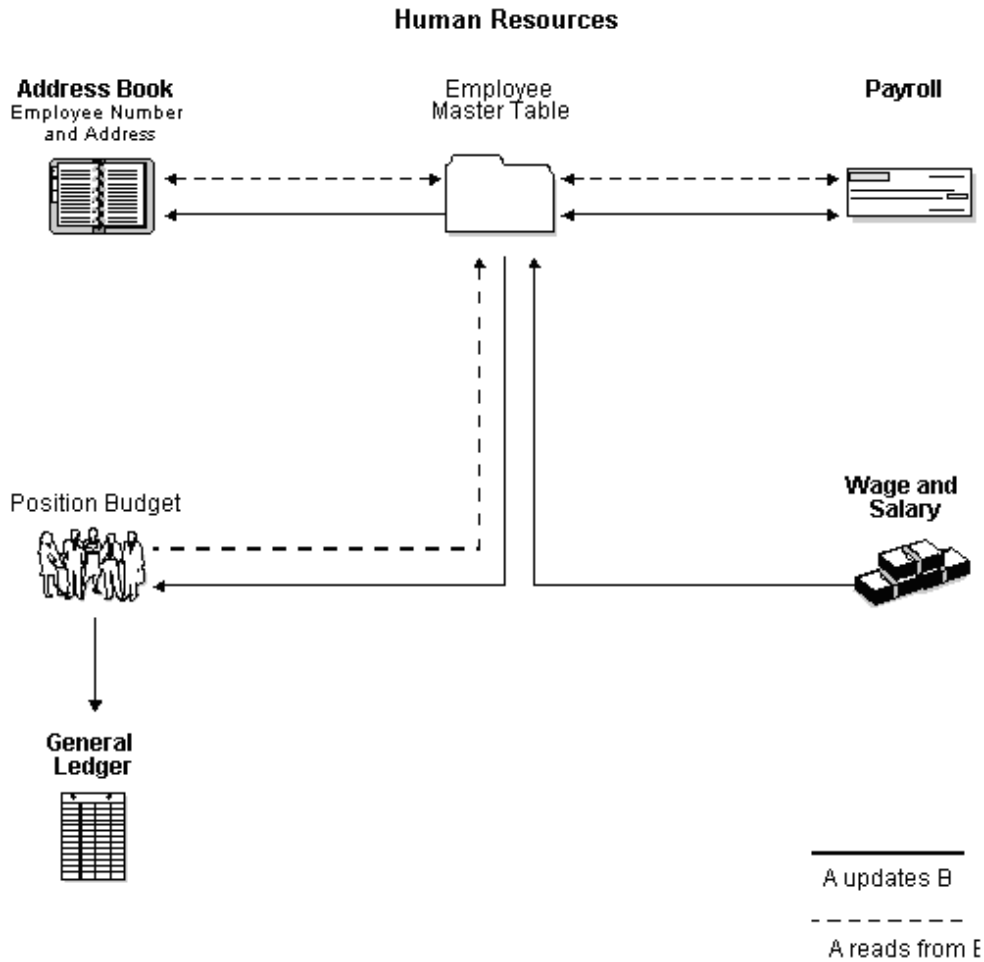 Human Resources
Address Book
Employee Number
and Address
Employee
Master Table
Payroll
Position Budget
Wage and
Salary
General
Ledger
A updates B
A reads from